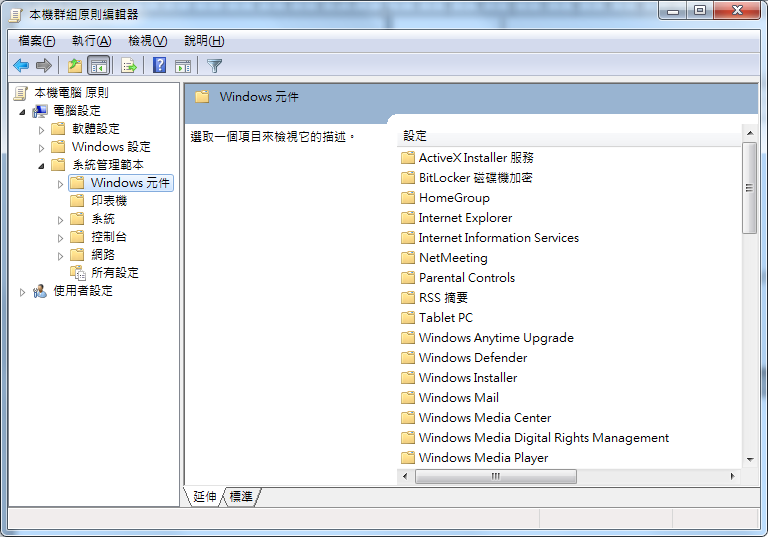 本機群組原則編輯器
檔案(F) 執行(A) 檢視(V) 說明(H)
本機電腦 原則
電腦設定
軟體設定
Windows 設定
系統管理範本
Windows 元件
印表機
系統
控制台
網路
所有設定
使用者設定
Windows 元件
選取一個項目來檢視它的描述。
設定
ActiveX Installer 服務
BitLocker 磁碟機加密
HomeGroup
Internet Explorer
Internet Information Services
NetMeeting
Parental Controls
RSS 摘要
Tablet PC
Windows Anytime Upgrade
Windows Defender
Windows Installer
Windows Mail
Windows Media Center
Windows Media Digital Rights Management
Windows Media Player
延伸 標準